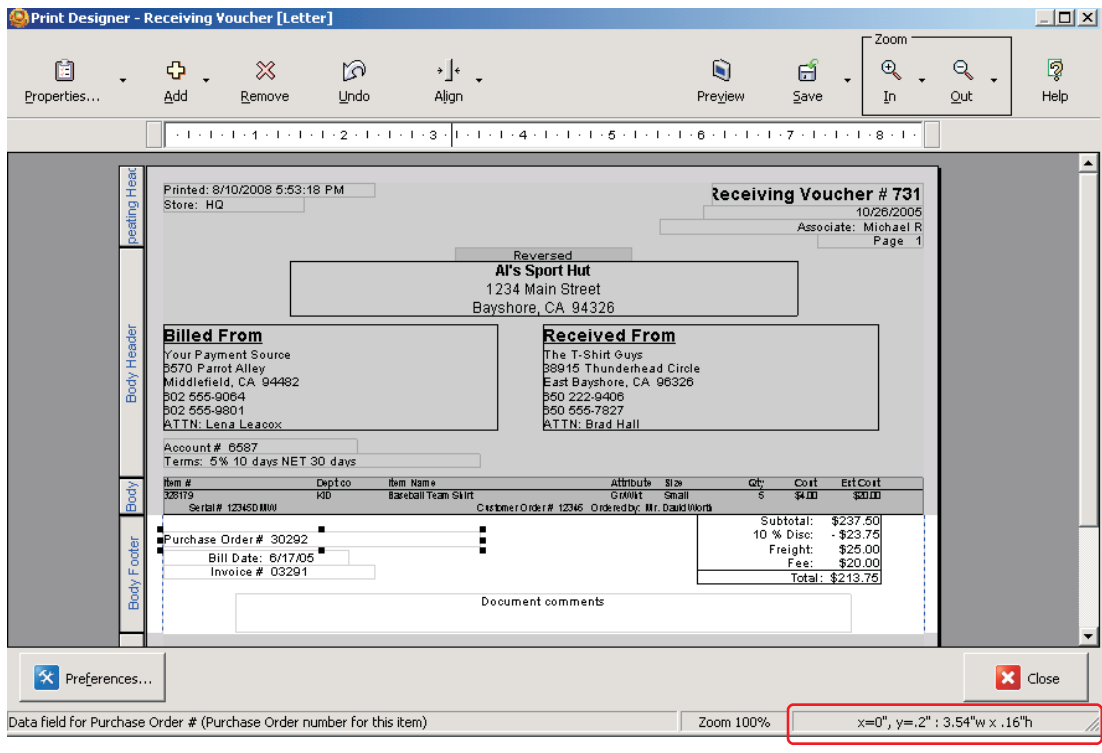 Print Designer - Receiving Voucher [Letter]
Zoom
Properties... Add Remove Undo Align Preview Save In Out Help
1 2 3 4 5 6 7 8
peating Head
Printed: 8/10/2008 5:53:18 PM
Receiving Voucher # 731
Store: HQ
10/26/2005
Associate: Michael R
Page 1
Reversed
Al's Sport Hut
1234 Main Street
Bayshore, CA 94326
Body Header
Billed From
Your Payment Source
8570 Parrot Alley
Middlefield, CA 94482
602 555-9064
602 555-9801
ATTN: Lena Leacox
Received From
The T-Shirt Guys
38915 Thunderhead Circle
East Bayshore, CA 96326
650 222-9406
650 555-7827
ATTN: Brad Hall
Account # 6587
Terms: 5% 10 days NET 30 days
Body
Item # Dept co Item Name Attribute Size Qty Cost Ext Cost
328179 KID Baseball Team Shirt Gr/Wht Small 5 $4.00 $20.00
Serial # 12345DMW Customer Order # 12346 Ordered by: Mr. David Worth
Body Footer
Purchase Order # 30292
Bill Date: 6/17/05
Invoice # 03291
Subtotal: $237.50
10 % Disc: - $23.75
Freight: $25.00
Fee: $20.00
Total: $213.75
Document comments
Preferences... Close
Data field for Purchase Order # (Purchase Order number for this item) Zoom 100% x=0", y=.2" : 3.54"w x .16"h